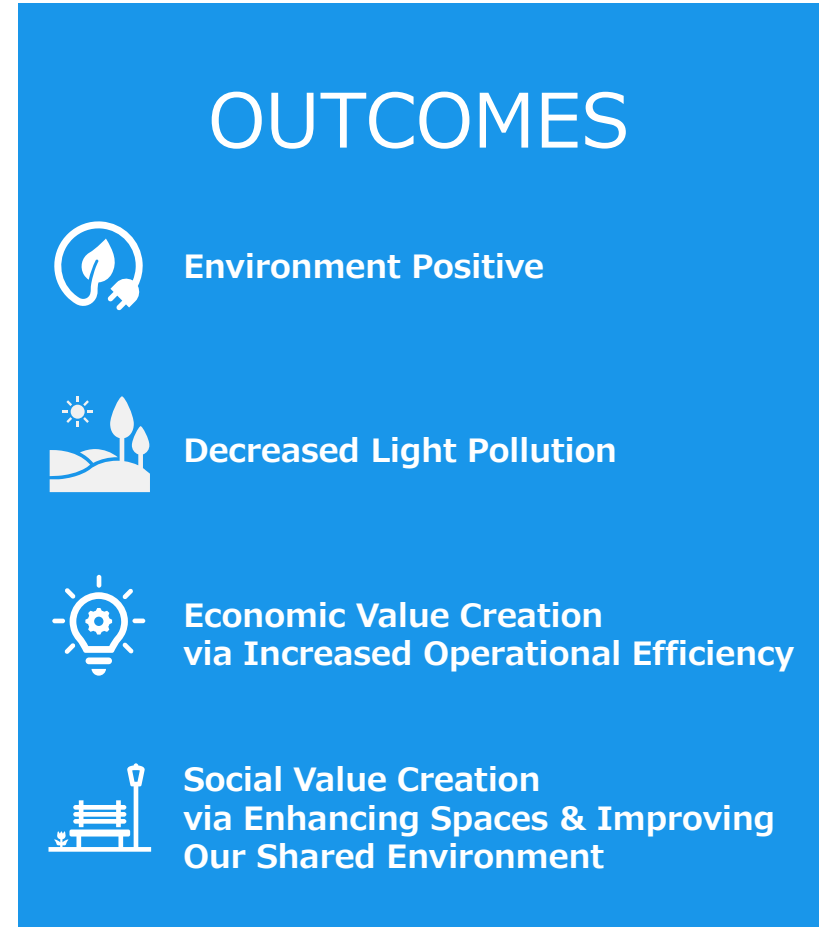 OUTCOMES
Environment Positive
Decreased Light Pollution
Economic Value Creation
via Increased Operational Efficiency
Social Value Creation
via Enhancing Spaces & Improving
Our Shared Environment